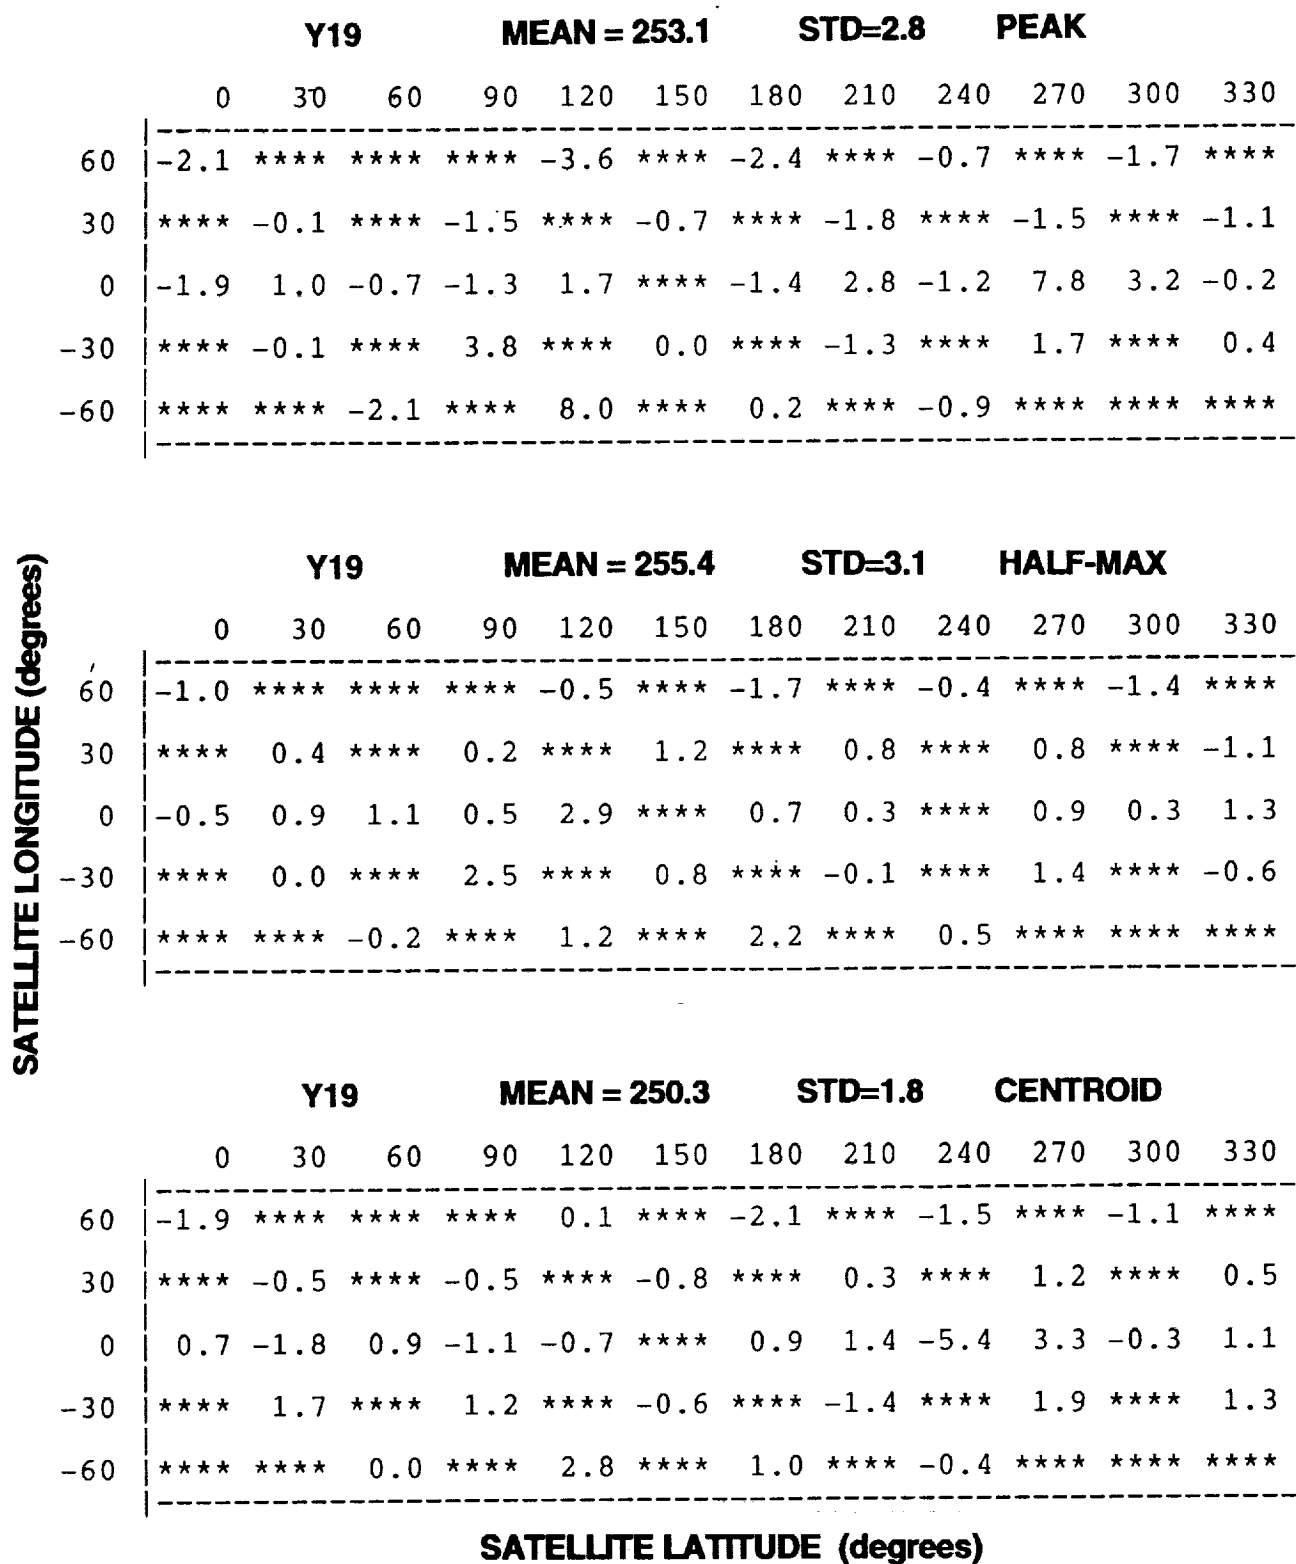 Y19 MEAN = 253.1 STD=2.8 PEAK
0 30 60 90 120 150 180 210 240 270 300 330
60 -2.1 **** **** **** -3.6 **** -2.4 **** -0.7 **** -1.7 ****
30 **** -0.1 **** -1.5 **** -0.7 **** -1.8 **** -1.5 **** -1.1
0 -1.9 1.0 -0.7 -1.3 1.7 **** -1.4 2.8 -1.2 7.8 3.2 -0.2
-30 **** -0.1 **** 3.8 **** 0.0 **** -1.3 **** 1.7 **** 0.4
-60 **** **** -2.1 **** 8.0 **** 0.2 **** -0.9 **** **** ****
SATELLITE LONGITUDE (degrees)
Y19 MEAN = 255.4 STD=3.1 HALF-MAX
0 30 60 90 120 150 180 210 240 270 300 330
60 -1.0 **** **** **** -0.5 **** -1.7 **** -0.4 **** -1.4 ****
30 **** 0.4 **** 0.2 **** 1.2 **** 0.8 **** 0.8 **** -1.1
0 -0.5 0.9 1.1 0.5 2.9 **** 0.7 0.3 **** 0.9 0.3 1.3
-30 **** 0.0 **** 2.5 **** 0.8 **** -0.1 **** 1.4 **** -0.6
-60 **** **** -0.2 **** 1.2 **** 2.2 **** 0.5 **** **** ****
Y19 MEAN = 250.3 STD=1.8 CENTROID
0 30 60 90 120 150 180 210 240 270 300 330
60 -1.9 **** **** **** 0.1 **** -2.1 **** -1.5 **** -1.1 ****
30 **** -0.5 **** -0.5 **** -0.8 **** 0.3 **** 1.2 **** 0.5
0 0.7 -1.8 0.9 -1.1 -0.7 **** 0.9 1.4 -5.4 3.3 -0.3 1.1
-30 **** 1.7 **** 1.2 **** -0.6 **** -1.4 **** 1.9 **** 1.3
-60 **** **** 0.0 **** 2.8 **** 1.0 **** -0.4 **** **** ****
SATELLITE LATITUDE (degrees)